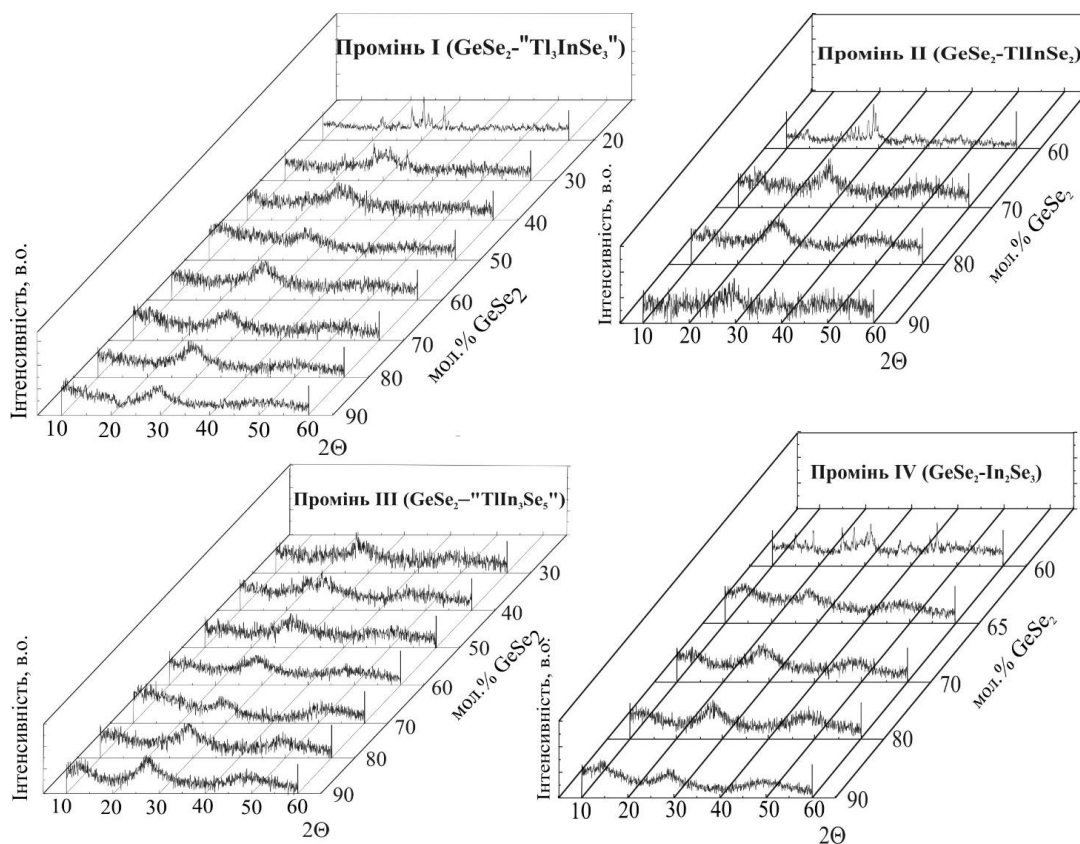 Промінь I (GeSe₂-"Tl₃InSe₃")
Інтенсивність, в.о.
20
30
40
50
60
70
80
90
мол.% GeSe₂
10 20 30 40 50 60
2Θ
Промінь II (GeSe₂-TlInSe₂)
Інтенсивність, в.о.
60
70
80
90
мол.% GeSe₂
10 20 30 40 50 60
2Θ
Промінь III (GeSe₂–"TlIn₃Se₅")
Інтенсивність, в.о.
30
40
50
60
70
80
90
мол.% GeSe₂
10 20 30 40 50 60
2Θ
Промінь IV (GeSe₂-In₂Se₃)
Інтенсивність, в.о.
60
65
70
80
90
мол.% GeSe₂
10 20 30 40 50 60
2Θ